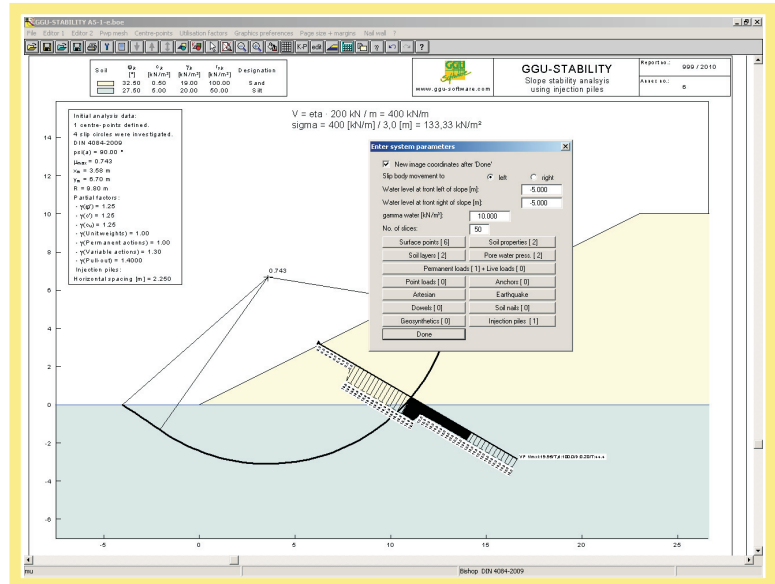 GGU-STABILITY A5-1-e.boe
File Editor 1 Editor 2 Pwp mesh Centre-points Utilisation factors Graphics preferences Page size + margins Nail wall ?
Soil φk [°] ck [kN/m²] γk [kN/m³] Designation
32.50 0.50 19.00 100.00 Sand
27.50 5.00 20.00 50.00 Silt
GGU
www.ggu-software.com
GGU-STABILITY
Slope stability analsyis
using injection piles
Report no.: 999 / 2010
Annex no.: 6
V = eta · 200 kN / m = 400 kN/m
sigma = 400 [kN/m] / 3,0 [m] = 133,33 kN/m²
Initial analysis data:
1 centre-points defined.
4 slip circles were investigated.
DIN 4084-2009
psi(a) = 90.00 °
μmax = 0.743
xm = 3.58 m
ym = 6.70 m
R = 9.80 m
Partial factors:
- γ(φ') = 1.25
- γ(c') = 1.25
- γ(cu) = 1.25
- γ(Unit weights) = 1.00
- γ(Permanent actions) = 1.00
- γ(Variable actions) = 1.30
- γ(Pull-out) = 1.4000
Injection piles:
Horizontal spacing [m] = 2.250
Enter system parameters
New image coordinates after 'Done'
Slip body movement to left right
Water level at front left of slope [m]: -5.000
Water level at front right of slope [m]: -5.000
gamma water [kN/m³]: 10.000
No. of slices: 50
Surface points [ 6 ] Soil properties [ 2 ]
Soil layers [ 2 ] Pore water press. [ 2 ]
Permanent loads [ 1 ] + Live loads [ 0 ]
Point loads [ 0 ] Anchors [ 0 ]
Artesian Earthquake
Dowels [ 0 ] Soil nails [ 0 ]
Geosynthetics [ 0 ] Injection piles [ 1 ]
Done
0.743
14
12
10
8
6
4
2
0
-2
-4
-6
-5 0 5 10 15 20 25
mu
Bishop DIN 4084-2009